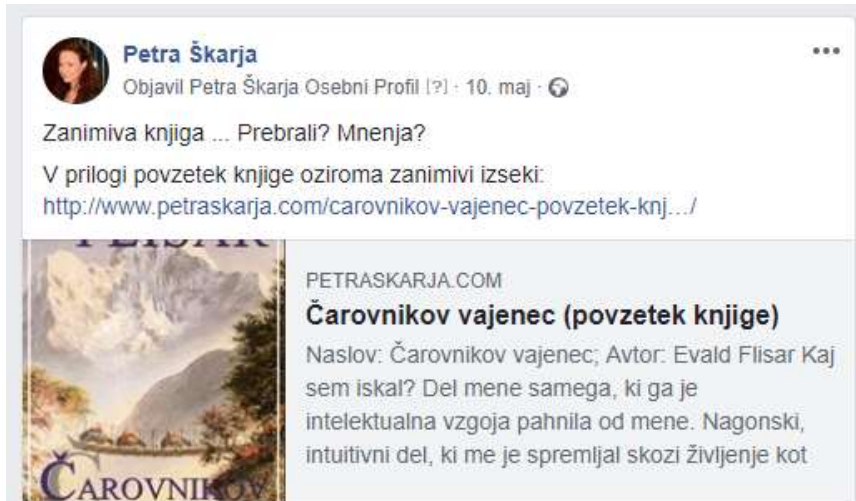 Petra Škarja
Objavil Petra Škarja Osebni Profil [?] · 10. maj ·
Zanimiva knjiga ... Prebrali? Mnenja?
V prilogi povzetek knjige oziroma zanimivi izseki:
http://www.petraskarja.com/carovnikov-vajenec-povzetek-knj…/
FLISAR
ČAROVNIKOV
PETRASKARJA.COM
Čarovnikov vajenec (povzetek knjige)
Naslov: Čarovnikov vajenec; Avtor: Evald Flisar Kaj
sem iskal? Del mene samega, ki ga je
intelektualna vzgoja pahnila od mene. Nagonski,
intuitivni del, ki me je spremljal skozi življenje kot